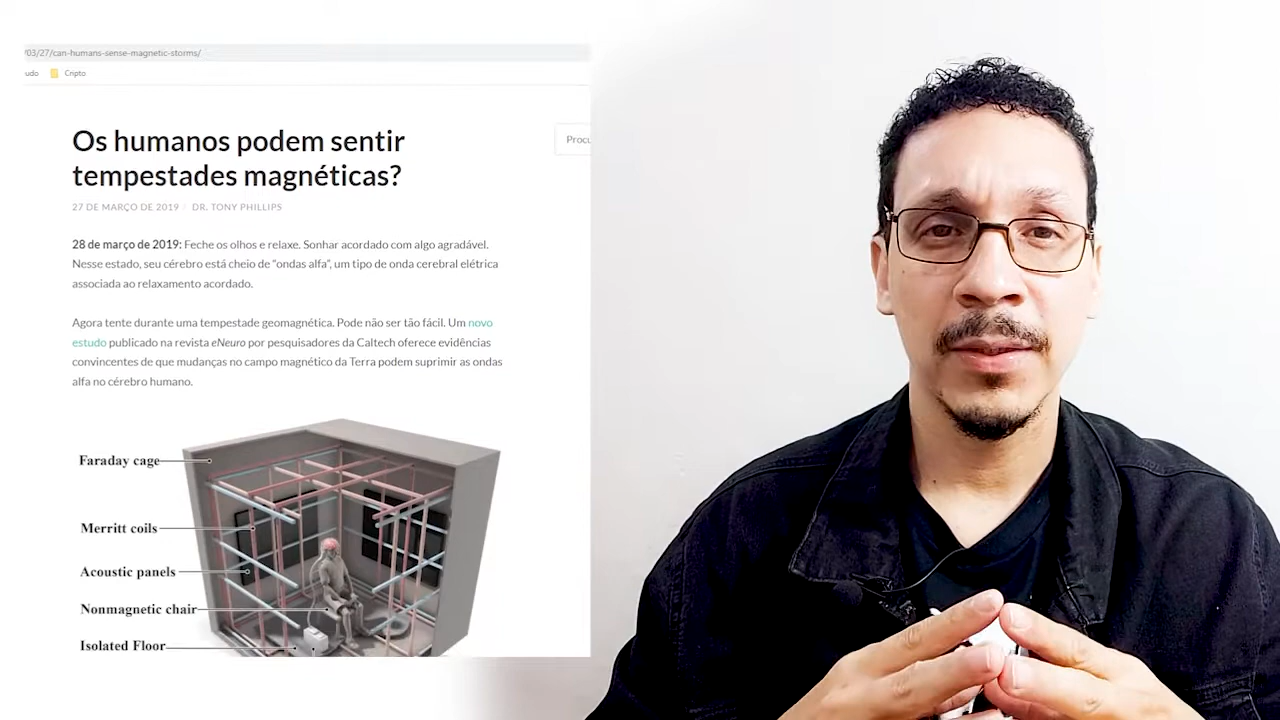 /03/27/can-humans-sense-magnetic-storms/
udo
Cripto
Os humanos podem sentir
tempestades magnéticas?
Procu
27 DE MARÇO DE 2019 / DR. TONY PHILLIPS
28 de março de 2019: Feche os olhos e relaxe. Sonhar acordado com algo agradável.
Nesse estado, seu cérebro está cheio de “ondas alfa”, um tipo de onda cerebral elétrica
associada ao relaxamento acordado.
Agora tente durante uma tempestade geomagnética. Pode não ser tão fácil. Um novo
estudo publicado na revista eNeuro por pesquisadores da Caltech oferece evidências
convincentes de que mudanças no campo magnético da Terra podem suprimir as ondas
alfa no cérebro humano.
Faraday cage
Merritt coils
Acoustic panels
Nonmagnetic chair
Isolated Floor